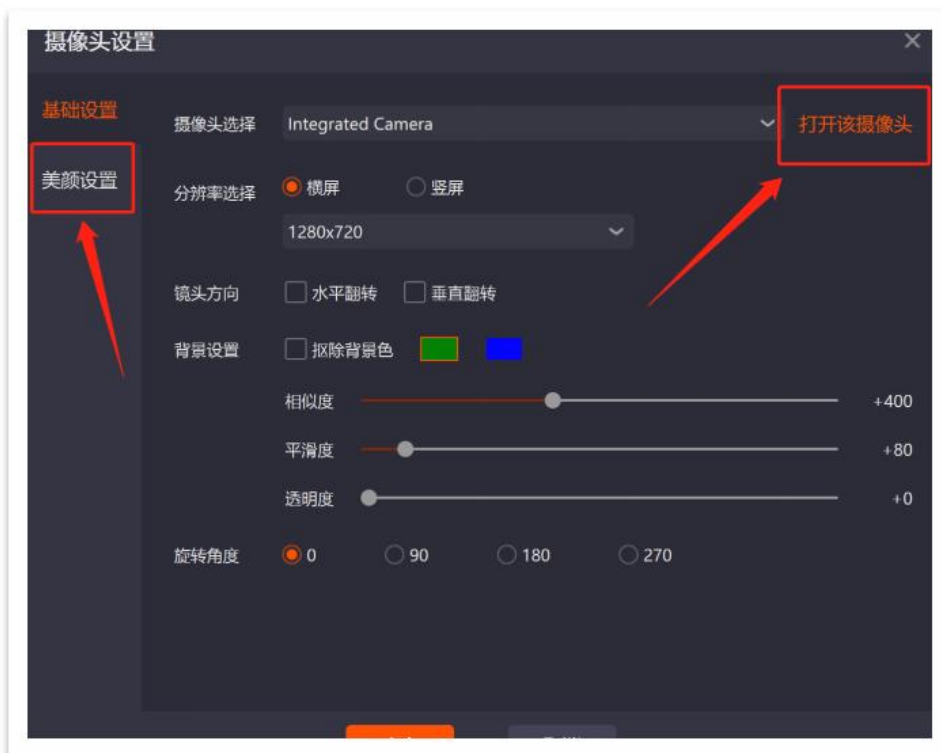 摄像头设置
基础设置
美颜设置
摄像头选择 Integrated Camera 打开该摄像头
分辨率选择 横屏 竖屏
1280x720
镜头方向 水平翻转 垂直翻转
背景设置 抠除背景色
相似度 +400
平滑度 +80
透明度 +0
旋转角度 0 90 180 270